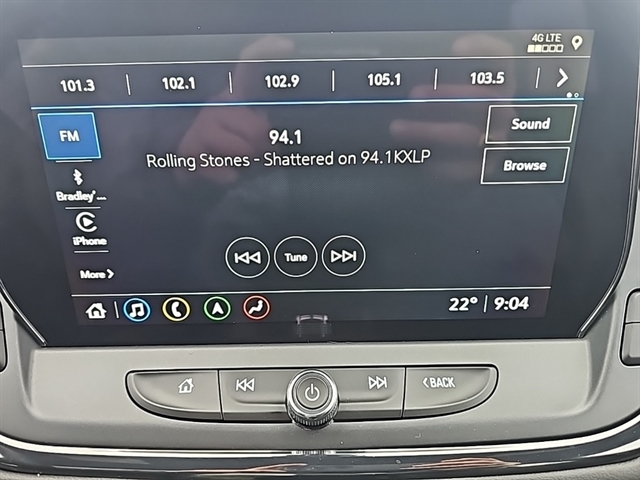 4G LTE
101.3 102.1 102.9 105.1 103.5
FM
94.1
Rolling Stones - Shattered on 94.1KXLP
Sound
Browse
Bradley'...
iPhone
More
Tune
22° 9:04
BACK